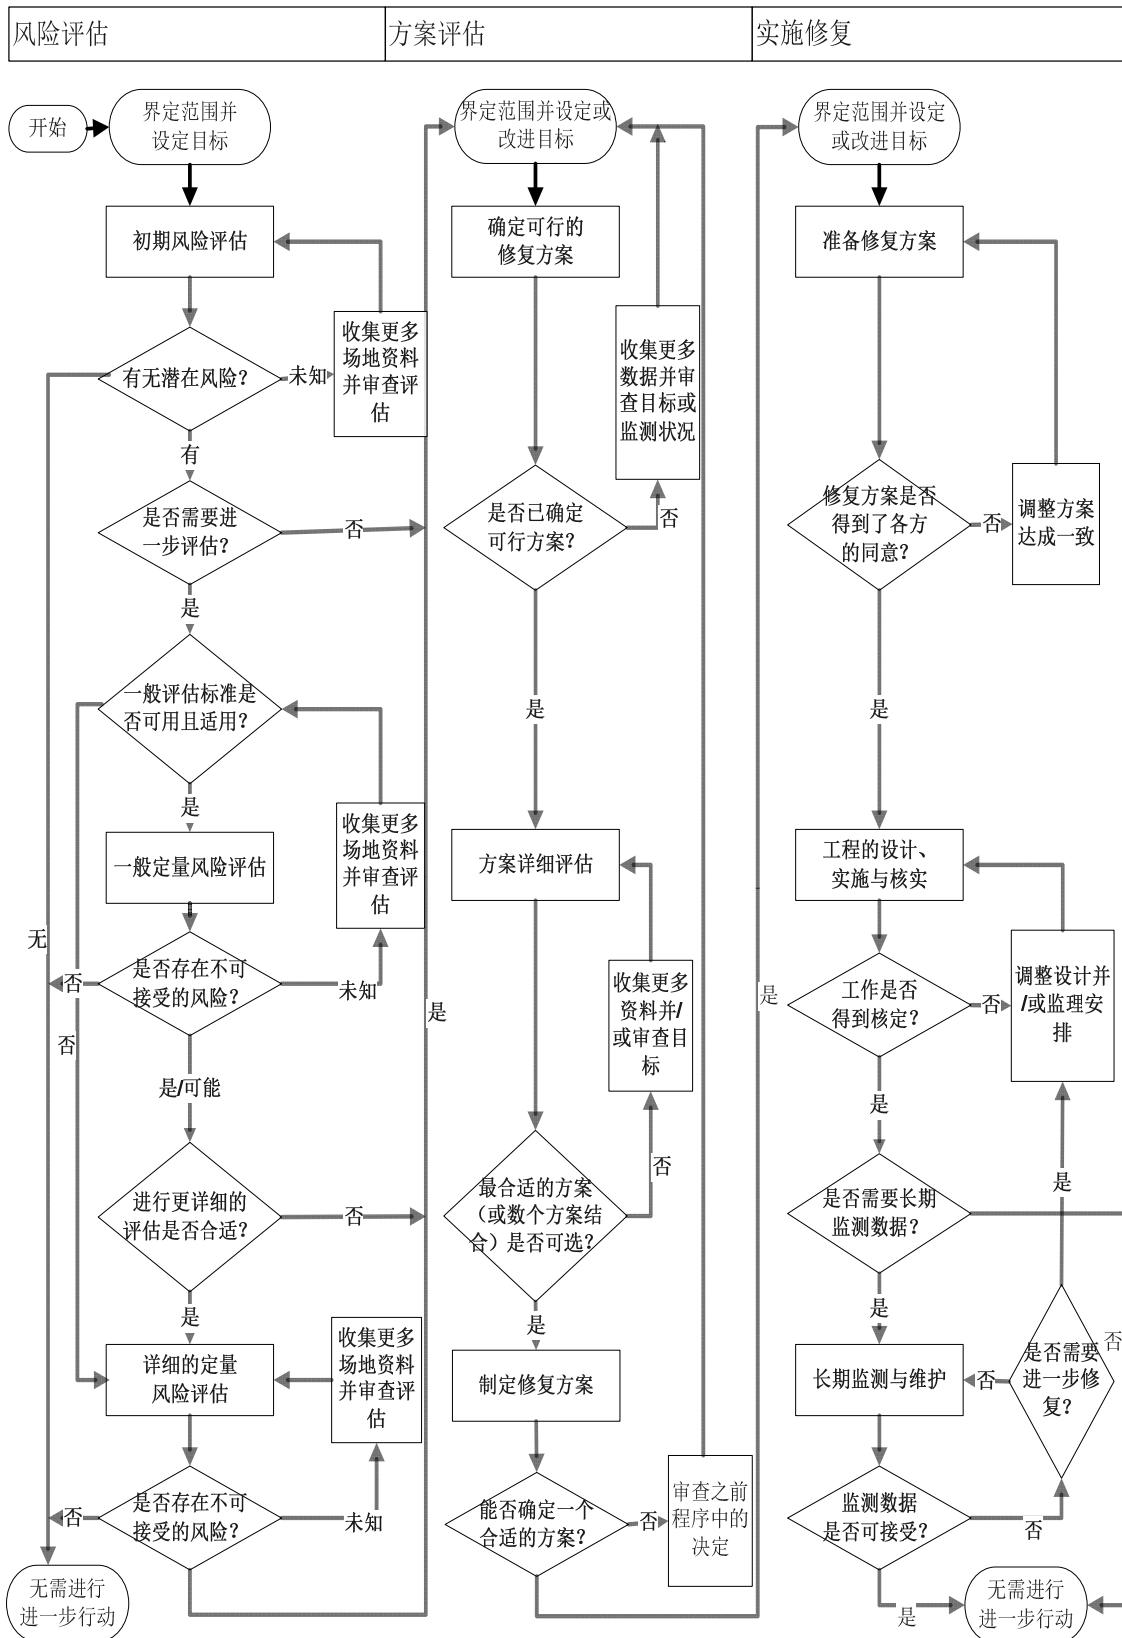 风险评估
方案评估
实施修复
开始
界定范围并
设定目标
初期风险评估
收集更多
场地资料
并审查评
估
有无潜在风险？
未知
有
是否需要进
一步评估？
否
是
一般评估标准是
否可用且适用？
是
收集更多
场地资料
并审查评
估
一般定量风险评估
无
是否存在不可
接受的风险？
否
未知
否
是/可能
进行更详细的
评估是否合适？
否
是
收集更多
场地资料
并审查评
估
详细的定量
风险评估
是否存在不可
接受的风险？
否
未知
无需进行
进一步行动
是
界定范围并设定或
改进目标
确定可行的
修复方案
收集更多
数据并审
查目标或
监测状况
是否已确定
可行方案？
否
是
方案详细评估
收集更多
资料并/
或审查目
标
否
最合适的方案
（或数个方案结
合）是否可选？
是
制定修复方案
能否确定一个
合适的方案？
否
审查之前
程序中的
决定
是
界定范围并设定
或改进目标
准备修复方案
修复方案是否
得到了各方
的同意？
否
调整方案
达成一致
是
工程的设计、
实施与核实
工作是否
得到核定？
否
调整设计并
/或监理安
排
是
是
是否需要长期
监测数据？
是
否
长期监测与维护
否
是否需要
进一步修
复？
监测数据
是否可接受？
否
是
无需进行
进一步行动